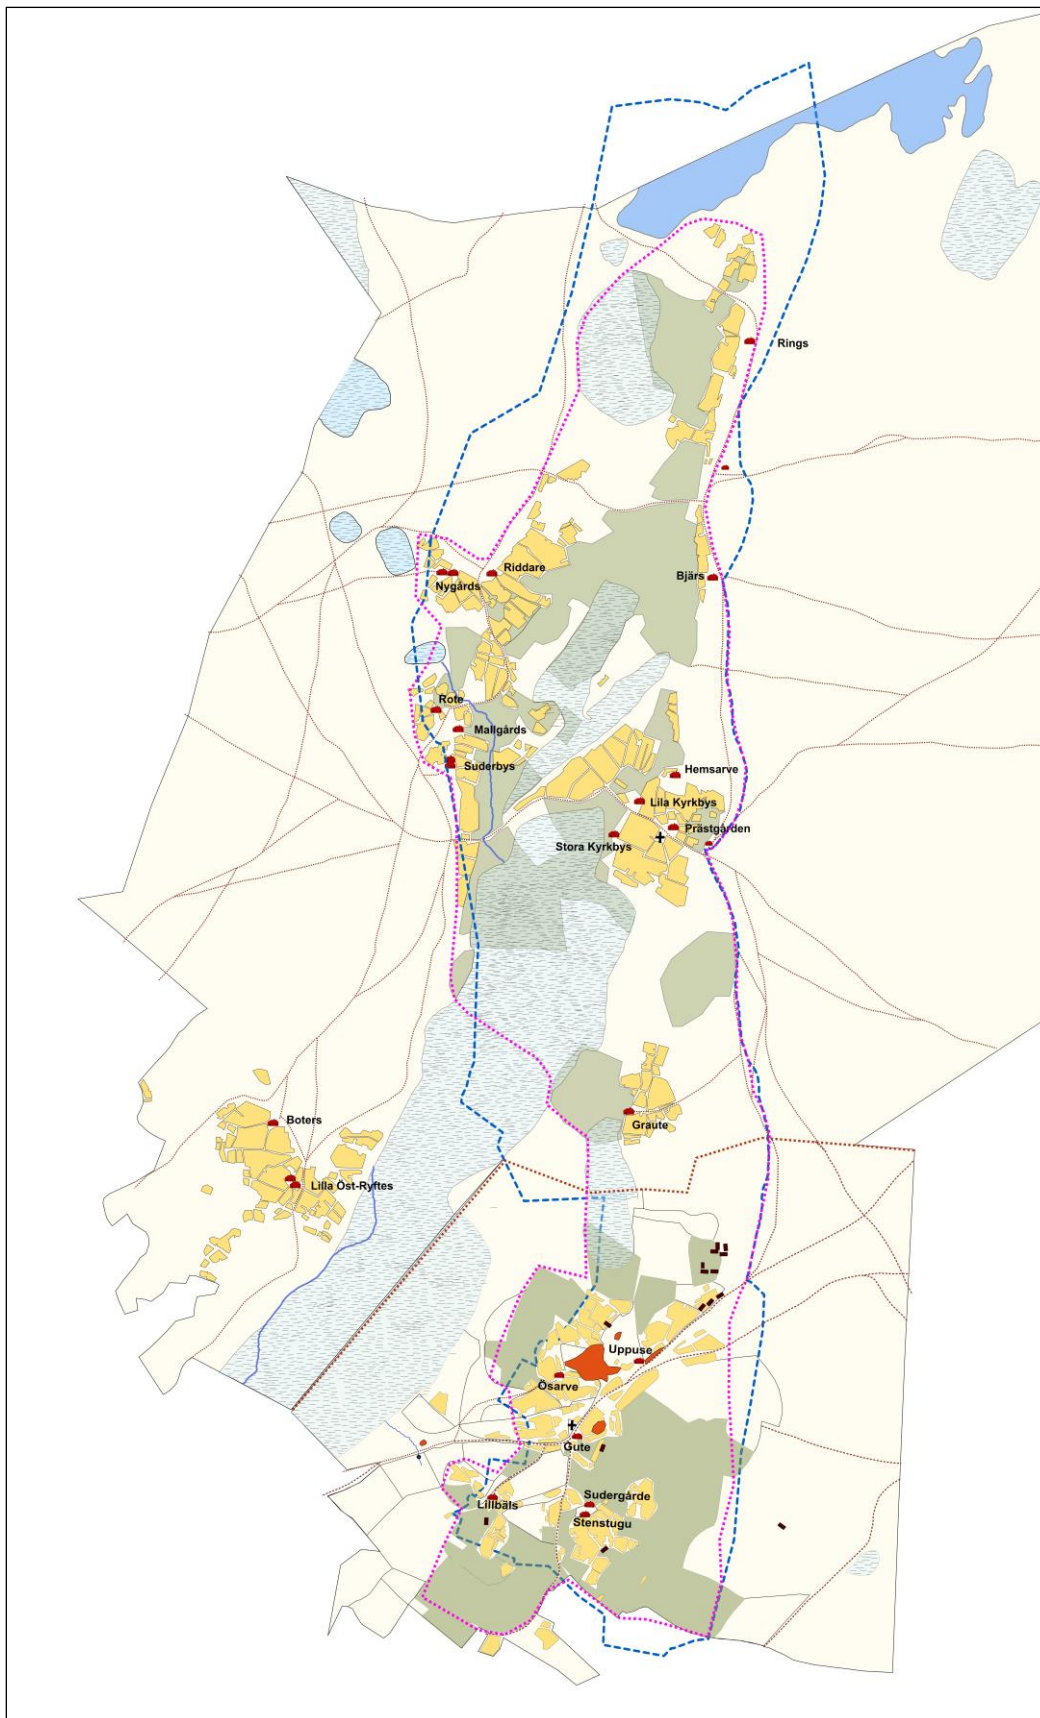 Rings
Riddare
Bjärs
Nygårds
Rote
Mallgårds
Suderbys
Hemsarve
Lila Kyrkbys
Prästgården
Stora Kyrkbys
Boters
Graute
Lilla Öst-Ryftes
Uppuse
Ösarve
Gute
Sudergårde
Lillbäls
Stenstugu